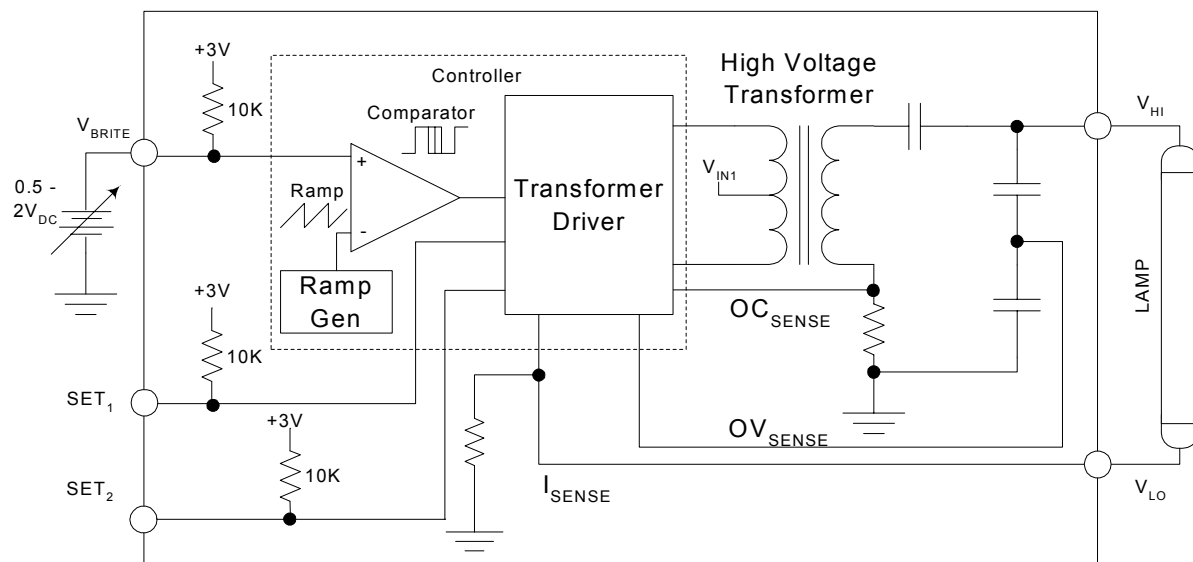 +3V
10K
V_BRITE
0.5 -
2V_DC
Controller
Comparator
+
Ramp
-
Ramp
Gen
Transformer
Driver
High Voltage
Transformer
V_IN1
V_HI
LAMP
OC_SENSE
+3V
10K
SET_1
+3V
10K
SET_2
OV_SENSE
I_SENSE
V_LO